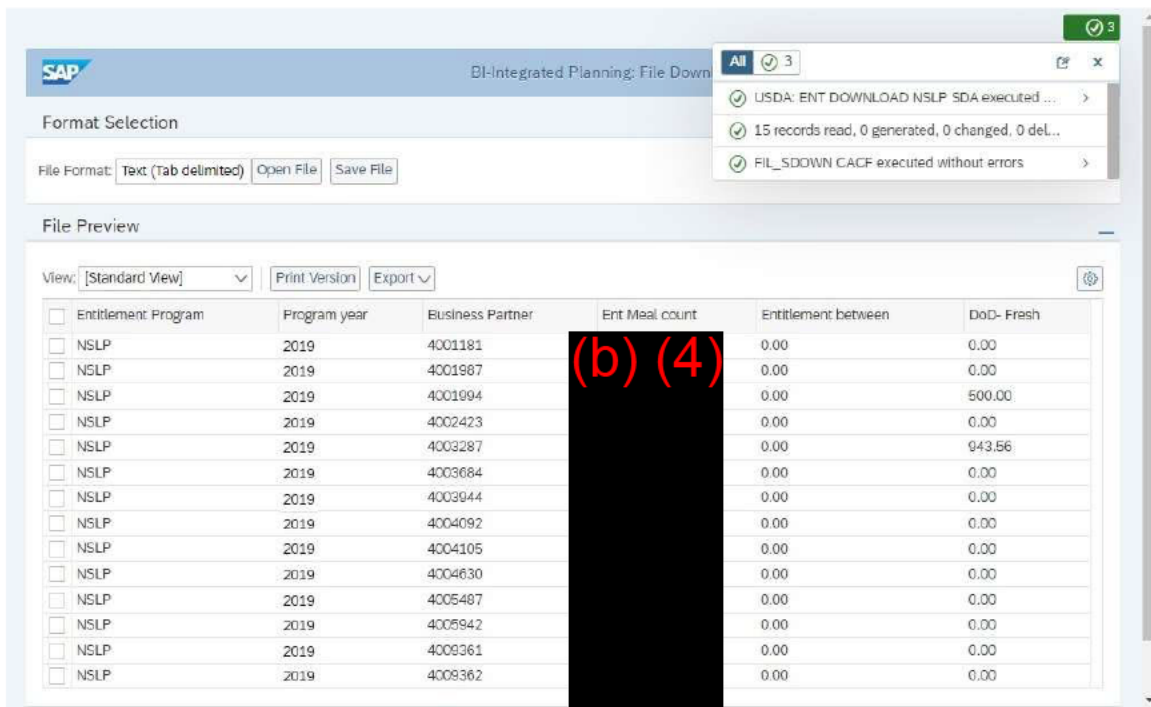 3
SAP
BI-Integrated Planning: File Down
All 3
x
USDA: ENT DOWNLOAD NSLP SDA executed ...
15 records read, 0 generated, 0 changed, 0 del...
FIL_SDOWN CACF executed without errors
Format Selection
File Format: Text (Tab delimited) Open File Save File
File Preview
View: [Standard View] Print Version Export
Entitlement Program Program year Business Partner Ent Meal count Entitlement between DoD- Fresh
(b) (4)
NSLP 2019 4001181 0.00 0.00
NSLP 2019 4001987 0.00 0.00
NSLP 2019 4001994 0.00 500.00
NSLP 2019 4002423 0.00 0.00
NSLP 2019 4003287 0.00 943.56
NSLP 2019 4003684 0.00 0.00
NSLP 2019 4003944 0.00 0.00
NSLP 2019 4004092 0.00 0.00
NSLP 2019 4004105 0.00 0.00
NSLP 2019 4004630 0.00 0.00
NSLP 2019 4005487 0.00 0.00
NSLP 2019 4005942 0.00 0.00
NSLP 2019 4009361 0.00 0.00
NSLP 2019 4009362 0.00 0.00